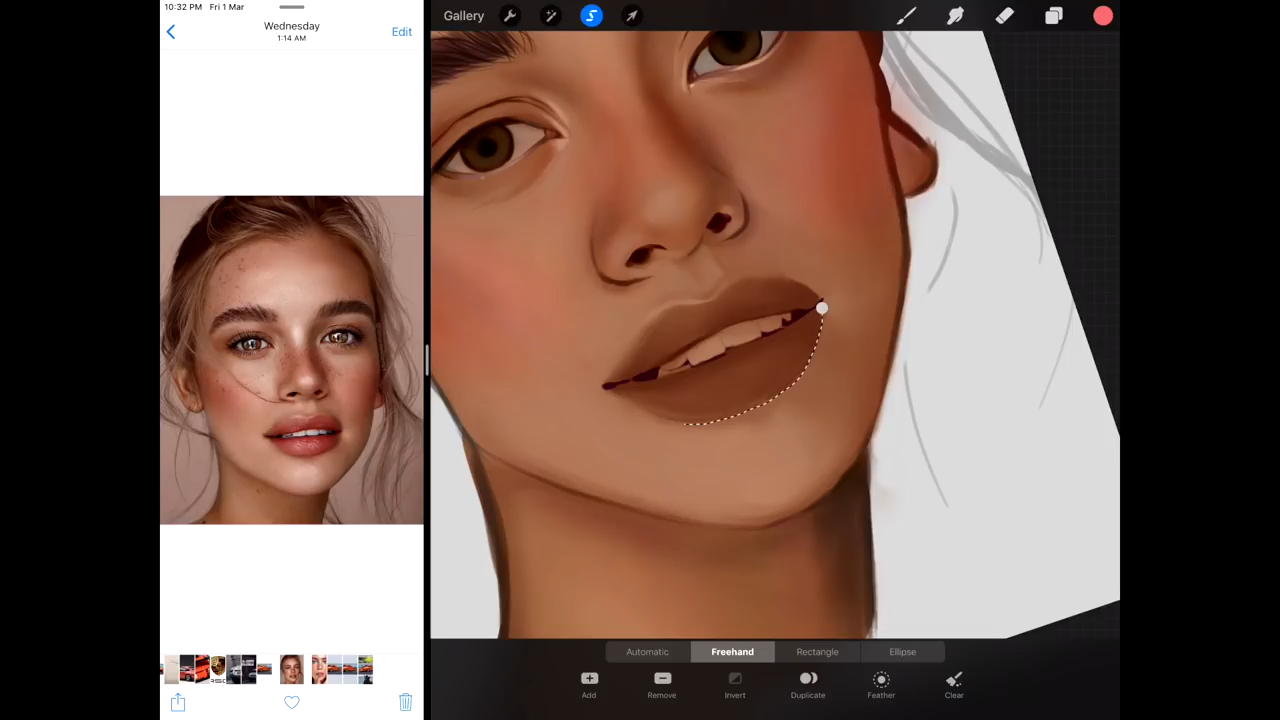 10:32 PM Fri 1 Mar
Wednesday
1:14 AM
Edit
Gallery
Automatic
Freehand
Rectangle
Ellipse
Add
Remove
Invert
Duplicate
Feather
Clear